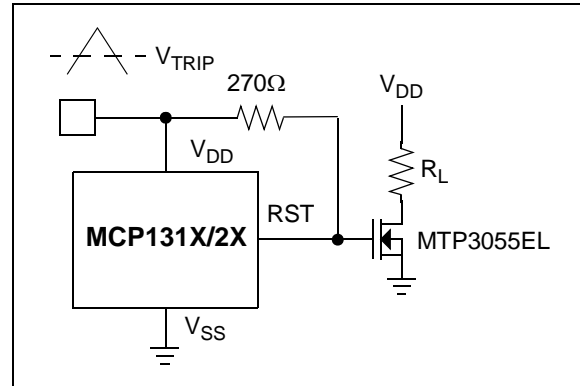 V_TRIP
270Ω
V_DD
V_DD
R_L
RST
MCP131X/2X
MTP3055EL
V_SS